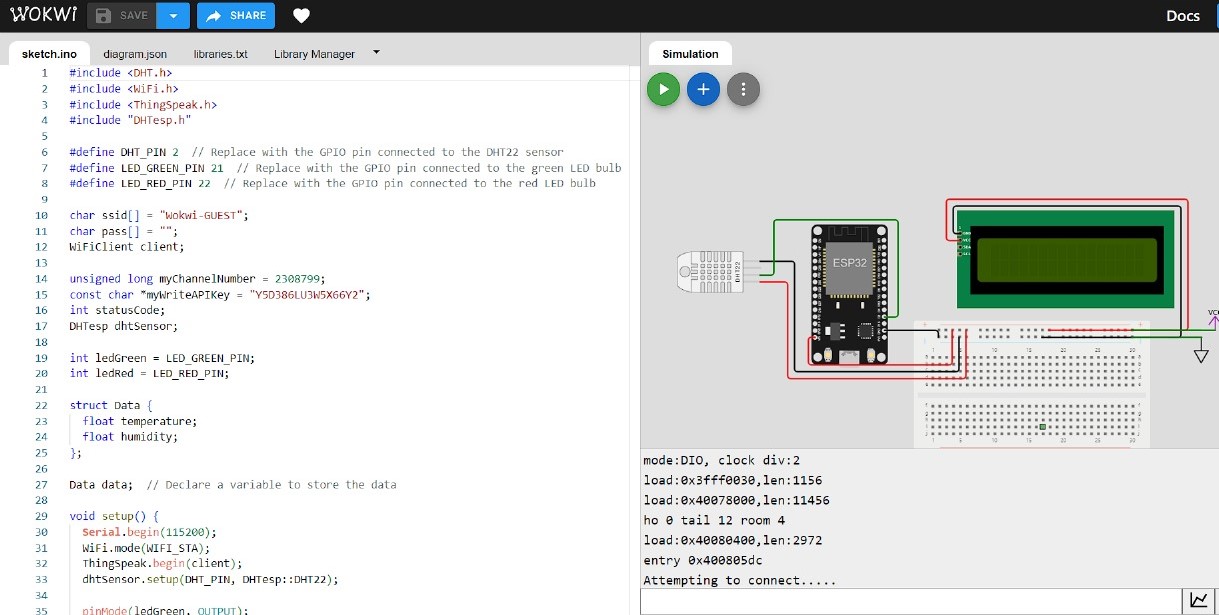 WOKWI SAVE SHARE Docs
sketch.ino diagram.json libraries.txt Library Manager
1 #include <DHT.h>
2 #include <WiFi.h>
3 #include <ThingSpeak.h>
4 #include "DHTesp.h"
5
6 #define DHT_PIN 2  // Replace with the GPIO pin connected to the DHT22 sensor
7 #define LED_GREEN_PIN 21  // Replace with the GPIO pin connected to the green LED bulb
8 #define LED_RED_PIN 22  // Replace with the GPIO pin connected to the red LED bulb
9
10 char ssid[] = "Wokwi-GUEST";
11 char pass[] = "";
12 WiFiClient client;
13
14 unsigned long myChannelNumber = 2308799;
15 const char *myWriteAPIKey = "Y5D386LU3W5X66Y2";
16 int statusCode;
17 DHTesp dhtSensor;
18
19 int ledGreen = LED_GREEN_PIN;
20 int ledRed = LED_RED_PIN;
21
22 struct Data {
23   float temperature;
24   float humidity;
25 };
26
27 Data data;  // Declare a variable to store the data
28
29 void setup() {
30   Serial.begin(115200);
31   WiFi.mode(WIFI_STA);
32   ThingSpeak.begin(client);
33   dhtSensor.setup(DHT_PIN, DHTesp::DHT22);
34
35   pinMode(ledGreen, OUTPUT);
Simulation
DHT22
ESP32
mode:DIO, clock div:2
load:0x3fff0030,len:1156
load:0x40078000,len:11456
ho 0 tail 12 room 4
load:0x40080400,len:2972
entry 0x400805dc
Attempting to connect.....